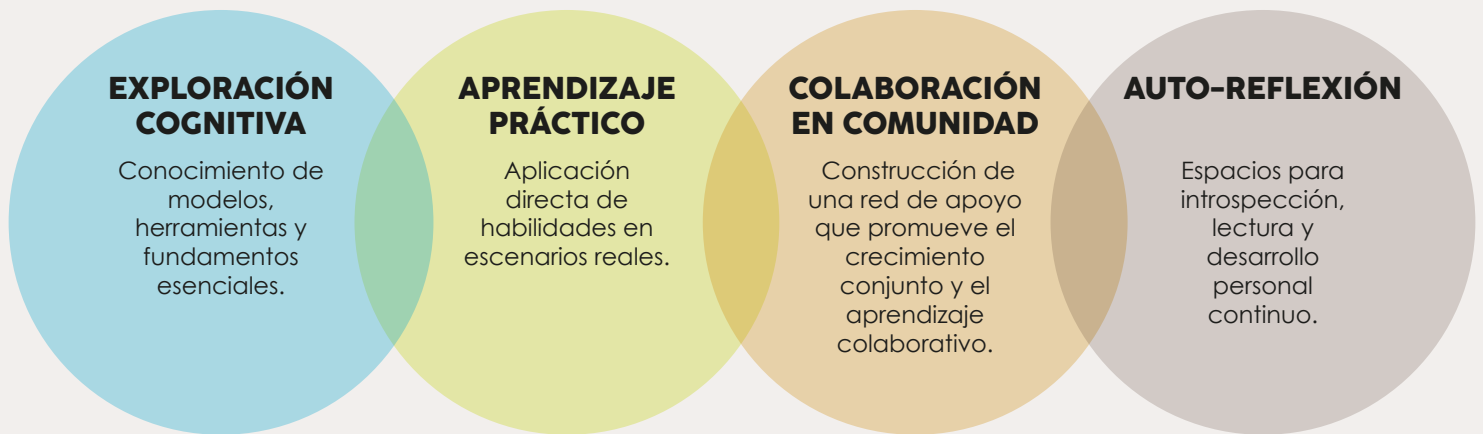 EXPLORACIÓN
COGNITIVA
Conocimiento de
modelos,
herramientas y
fundamentos
esenciales.
APRENDIZAJE
PRÁCTICO
Aplicación
directa de
habilidades en
escenarios reales.
COLABORACIÓN
EN COMUNIDAD
Construcción de
una red de apoyo
que promueve el
crecimiento
conjunto y el
aprendizaje
colaborativo.
AUTO-REFLEXIÓN
Espacios para
introspección,
lectura y
desarrollo
personal
continuo.